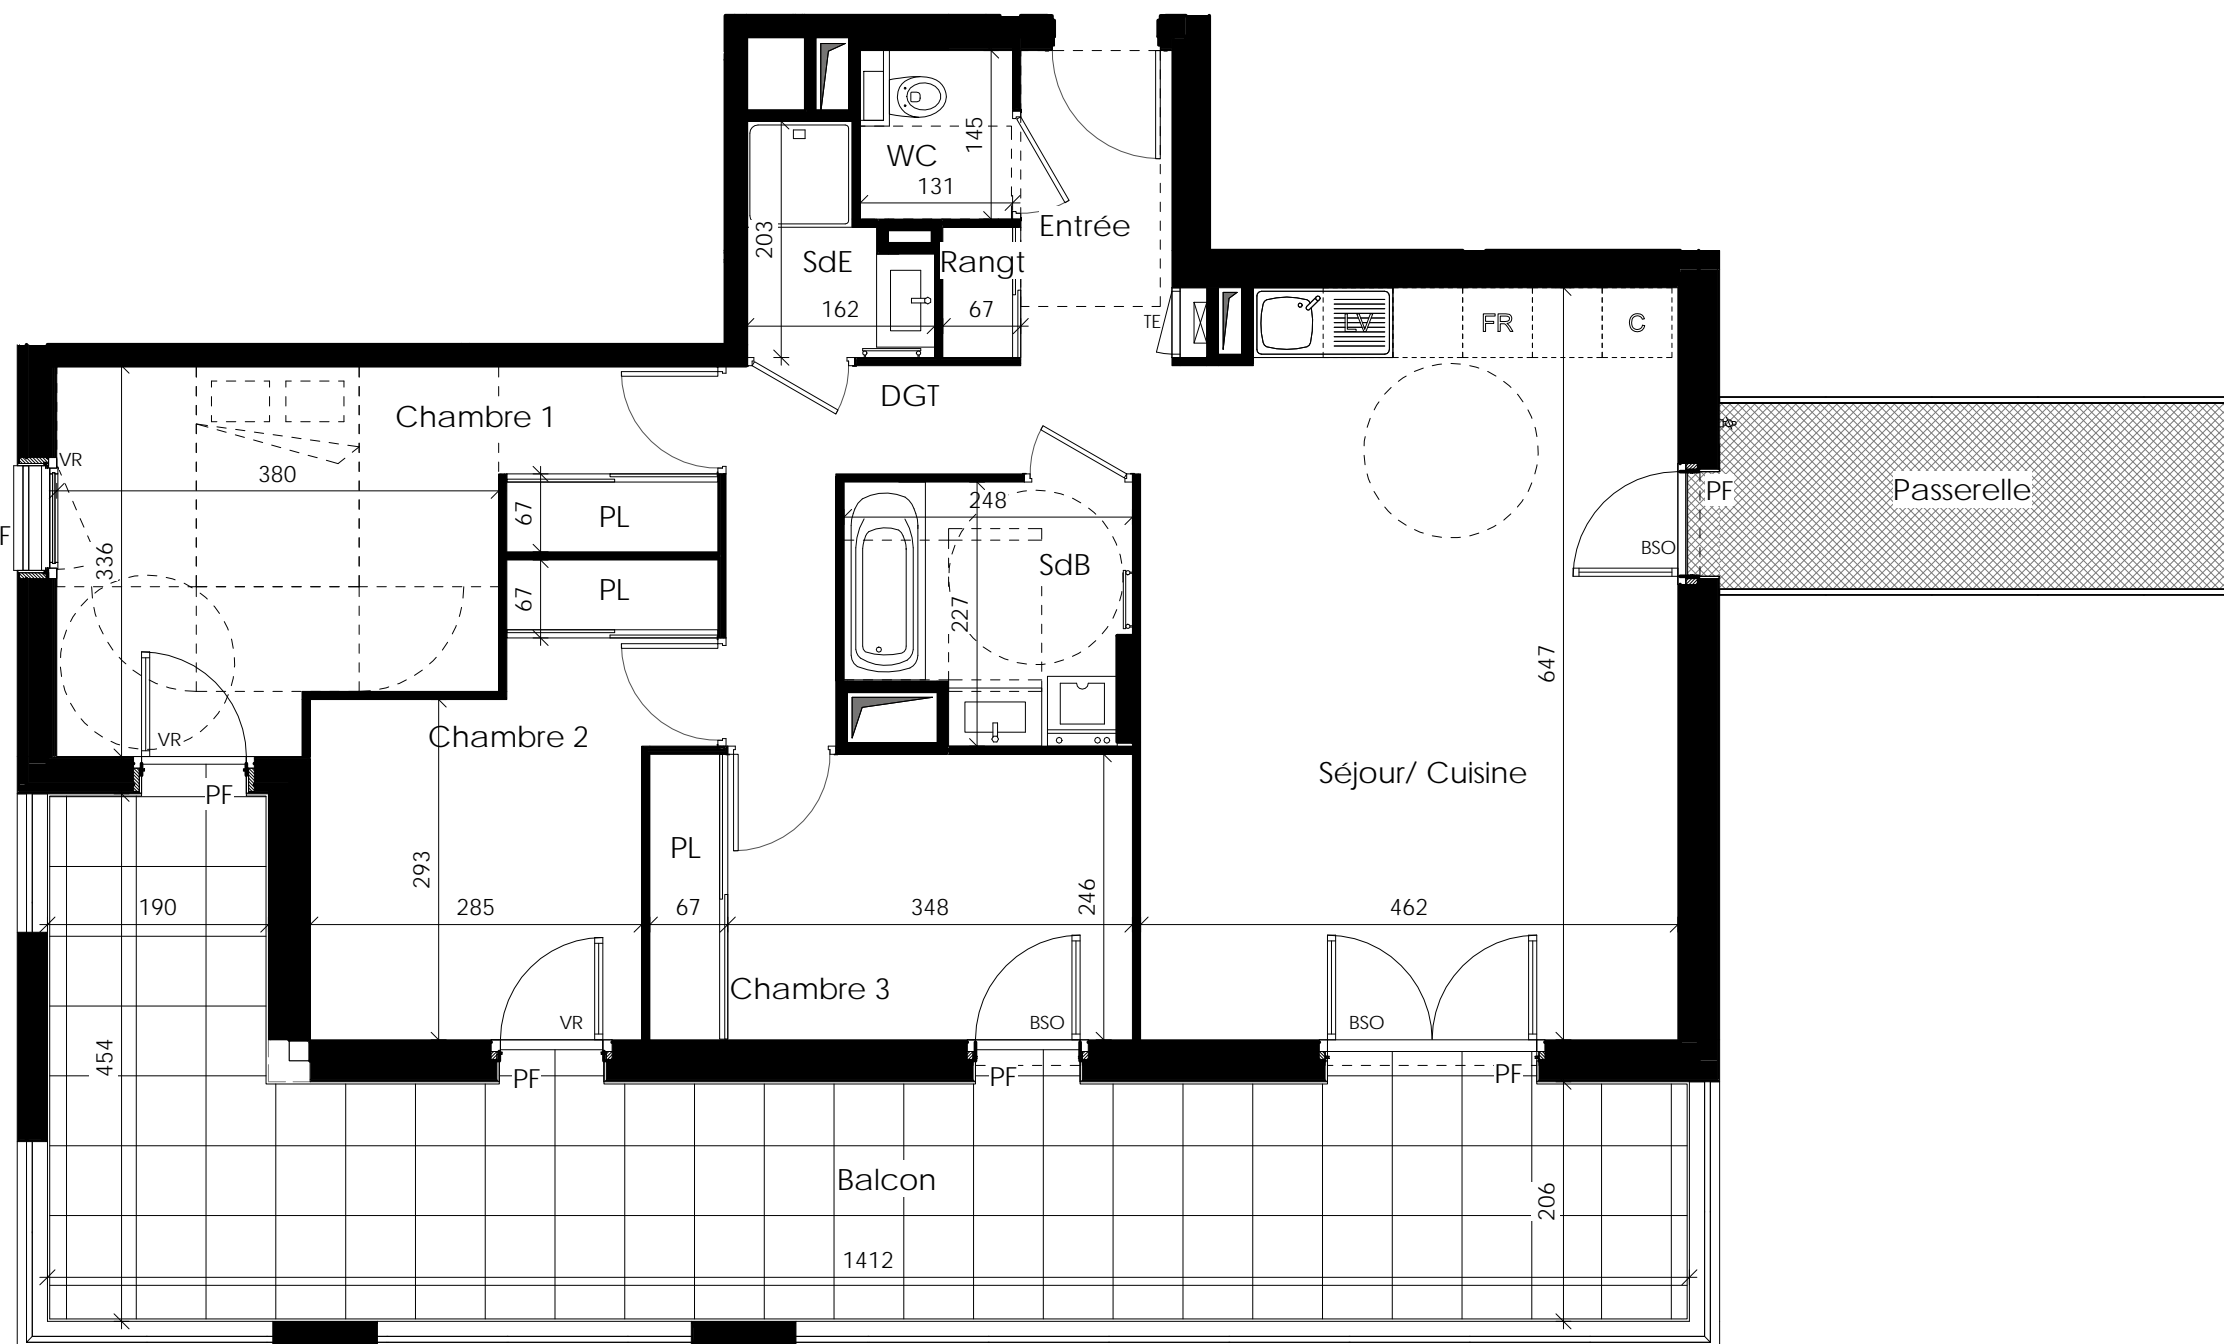 WC
145
131
Entrée
203
SdE
Rangt
162
67
TE
LV
FR
C
DGT
Chambre 1
VR
380
F
336
67
PL
67
PL
248
SdB
227
PF
BSO
Passerelle
647
Chambre 2
VR
PF
Séjour/ Cuisine
293
PL
246
190
285
67
348
462
Chambre 3
VR
BSO
BSO
454
PF
PF
PF
Balcon
206
1412